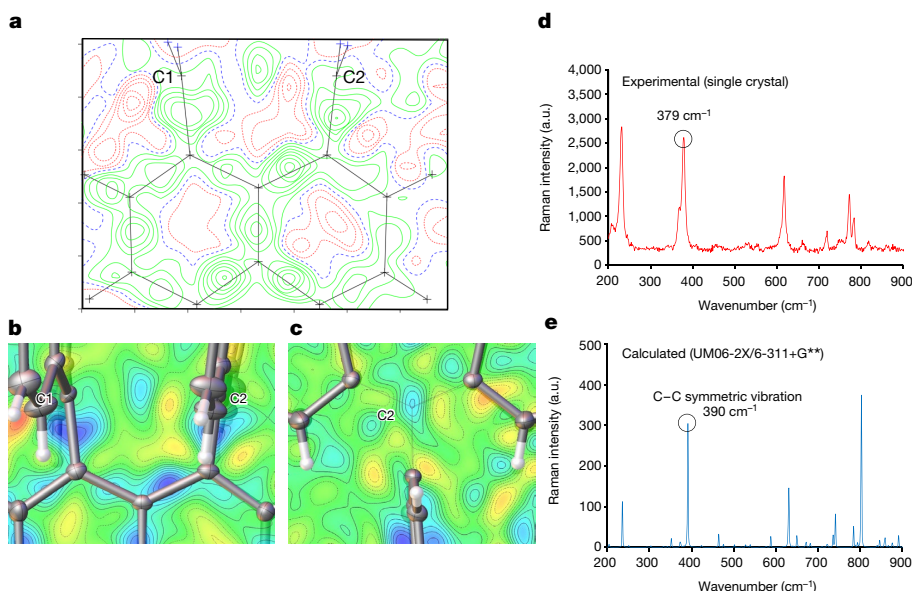 a
C1
C2
b
C1
C2
c
C2
d
4,000
3,500
3,000
2,500
2,000
1,500
1,000
500
0
Raman intensity (a.u.)
Experimental (single crystal)
379 cm⁻¹
200 300 400 500 600 700 800 900
Wavenumber (cm⁻¹)
e
500
400
300
200
100
0
Raman intensity (a.u.)
Calculated (UM06-2X/6-311+G**)
C–C symmetric vibration
390 cm⁻¹
200 300 400 500 600 700 800 900
Wavenumber (cm⁻¹)